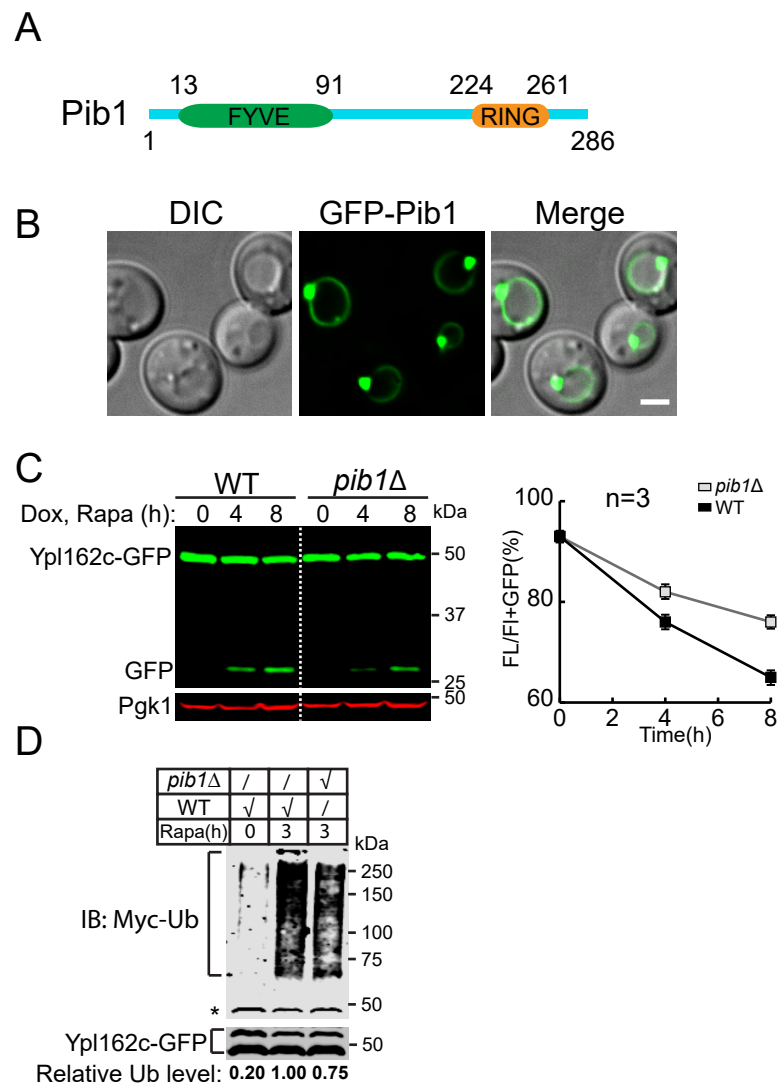 A
13 91 224 261
Pib1 FYVE RING
1 286
B
DIC GFP-Pib1 Merge
C
WT pib1Δ
Dox, Rapa (h): 0 4 8 0 4 8 kDa
Ypl162c-GFP 50
37
GFP 25
Pgk1 50
n=3
pib1Δ
WT
FL/Fl+GFP(%)
100
80
60
0 2 4 6 8
Time(h)
D
pib1Δ / / √
WT √ √ /
Rapa(h) 0 3 3
kDa
250
150
IB: Myc-Ub
100
75
50
*
Ypl162c-GFP 50
Relative Ub level: 0.20 1.00 0.75